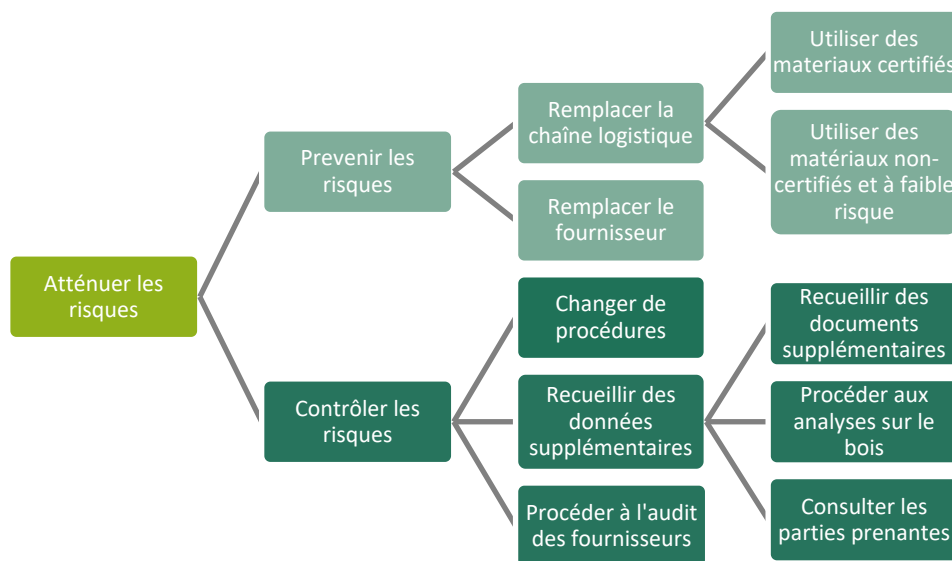 Atténuer les
risques
Prevenir les
risques
Remplacer la
chaîne logistique
Utiliser des
materiaux certifiés
Utiliser des
matériaux non-
certifiés et à faible
risque
Remplacer le
fournisseur
Contrôler les
risques
Changer de
procédures
Recueillir des
données
supplémentaires
Recueillir des
documents
supplémentaires
Procéder aux
analyses sur le
bois
Consulter les
parties prenantes
Procéder à l'audit
des fournisseurs